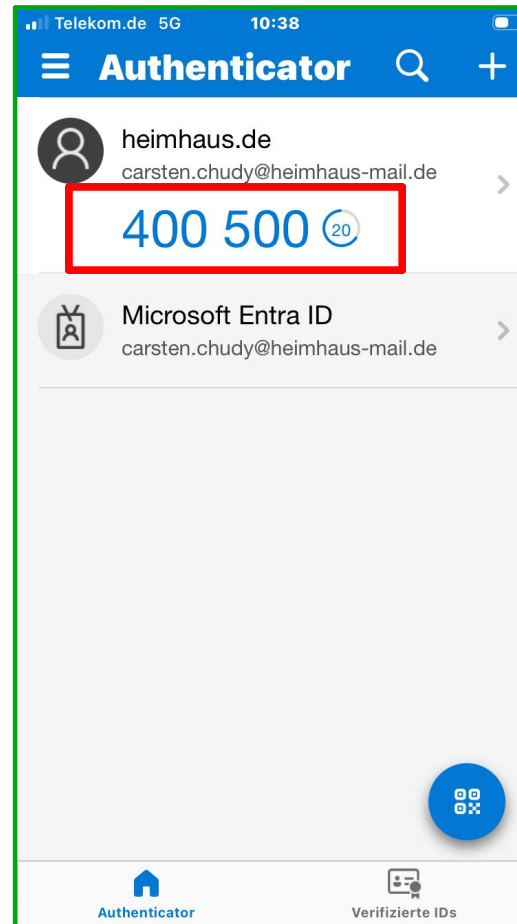 Telekom.de 5G 10:38
Authenticator
heimhaus.de
carsten.chudy@heimhaus-mail.de
400 500 20
Microsoft Entra ID
carsten.chudy@heimhaus-mail.de
Authenticator Verifizierte IDs